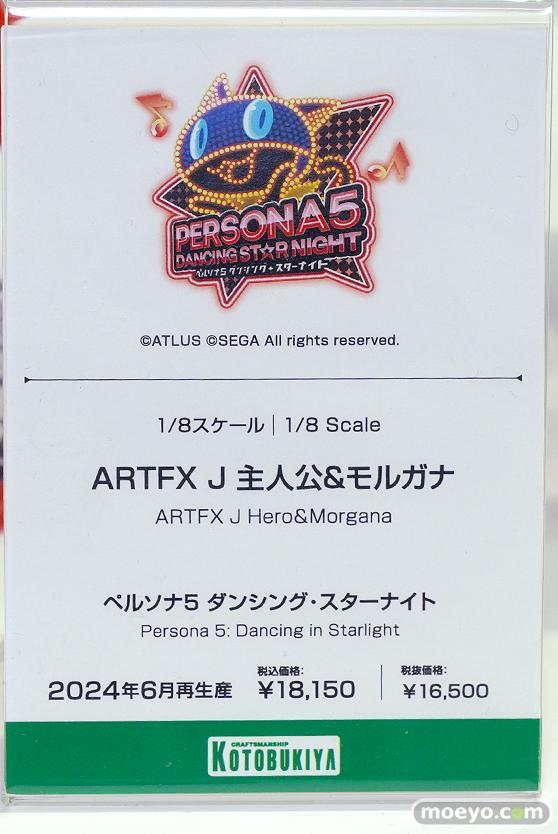 PERSONA5
DANCING ST☆R NIGHT
ペルソナ5 ダンシング・スターナイト
©ATLUS ©SEGA All rights reserved.
1/8スケール | 1/8 Scale
ARTFX J 主人公&モルガナ
ARTFX J Hero&Morgana
ペルソナ5 ダンシング・スターナイト
Persona 5: Dancing in Starlight
2024年6月再生産 税込価格: ¥18,150 税抜価格: ¥16,500
CRAFTSMANSHIP
KOTOBUKIYA
moeyo.com